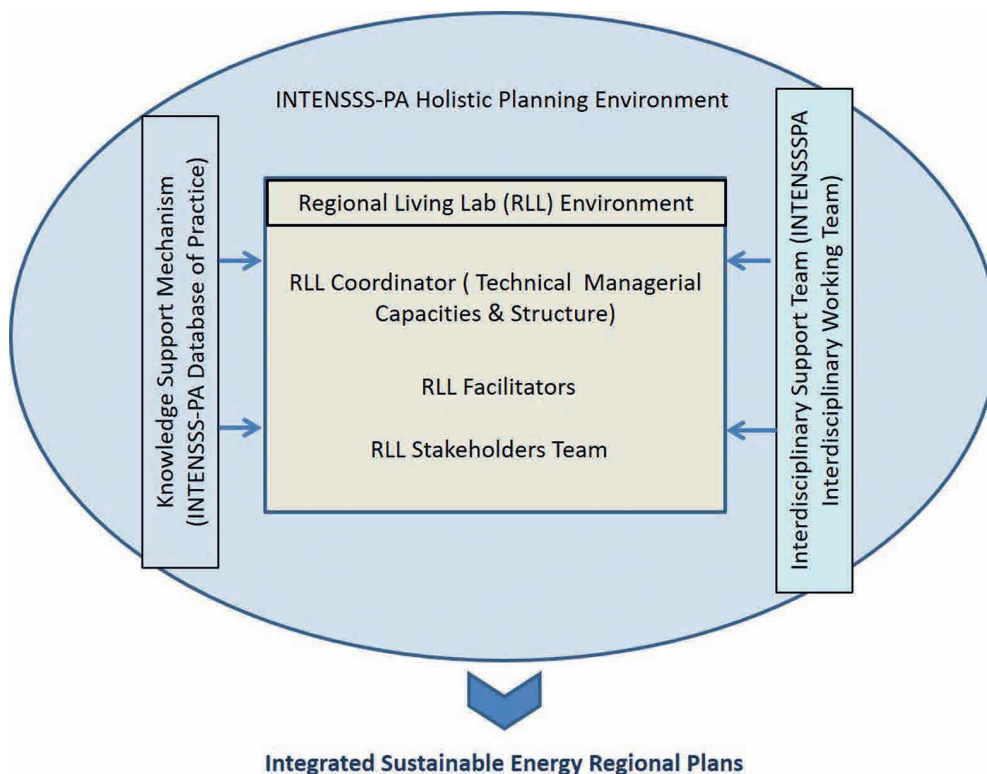 INTENSSS-PA Holistic Planning Environment
Knowledge Support Mechanism
(INTENSSS-PA Database of Practice)
Regional Living Lab (RLL) Environment
RLL Coordinator ( Technical Managerial
Capacities & Structure)
RLL Facilitators
RLL Stakeholders Team
Interdisciplinary Support Team (INTENSSSPA
Interdisciplinary Working Team)
Integrated Sustainable Energy Regional Plans